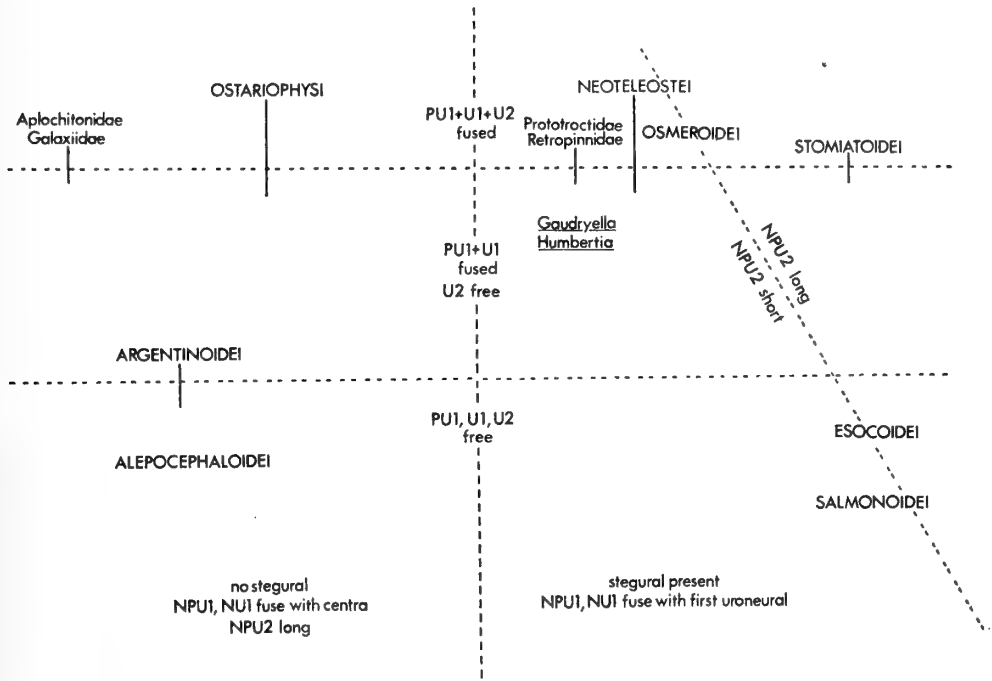 OSTARIOPHYSI
NEOTELEOSTEI
Aplochitonidae
Galaxiidae
PU1+U1+U2
fused
Prototroctidae
Retropinnidae
OSMEROIDEI
STOMIATOIDEI
Gaudryella
Humbertia
PU1+U1
fused
U2 free
NPU2 long
NPU2 short
ARGENTINOIDEI
PU1, U1, U2
free
ESOCOIDEI
ALEPOCEPHALOIDEI
SALMONOIDEI
no stegural
NPU1, NU1 fuse with centra
NPU2 long
stegural present
NPU1, NU1 fuse with first uroneural